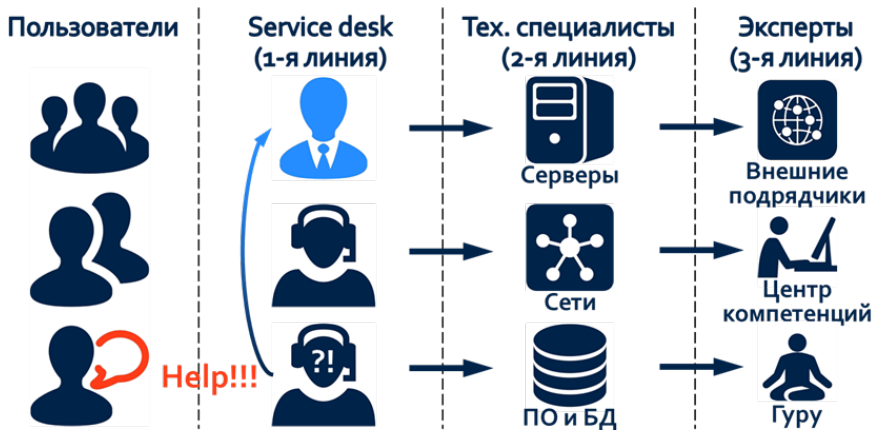 Пользователи
Service desk
(1-я линия)
Тех. специалисты
(2-я линия)
Эксперты
(3-я линия)
Серверы
Внешние
подрядчики
Сети
Центр
компетенций
?!
Help!!!
ПО и БД
Гуру